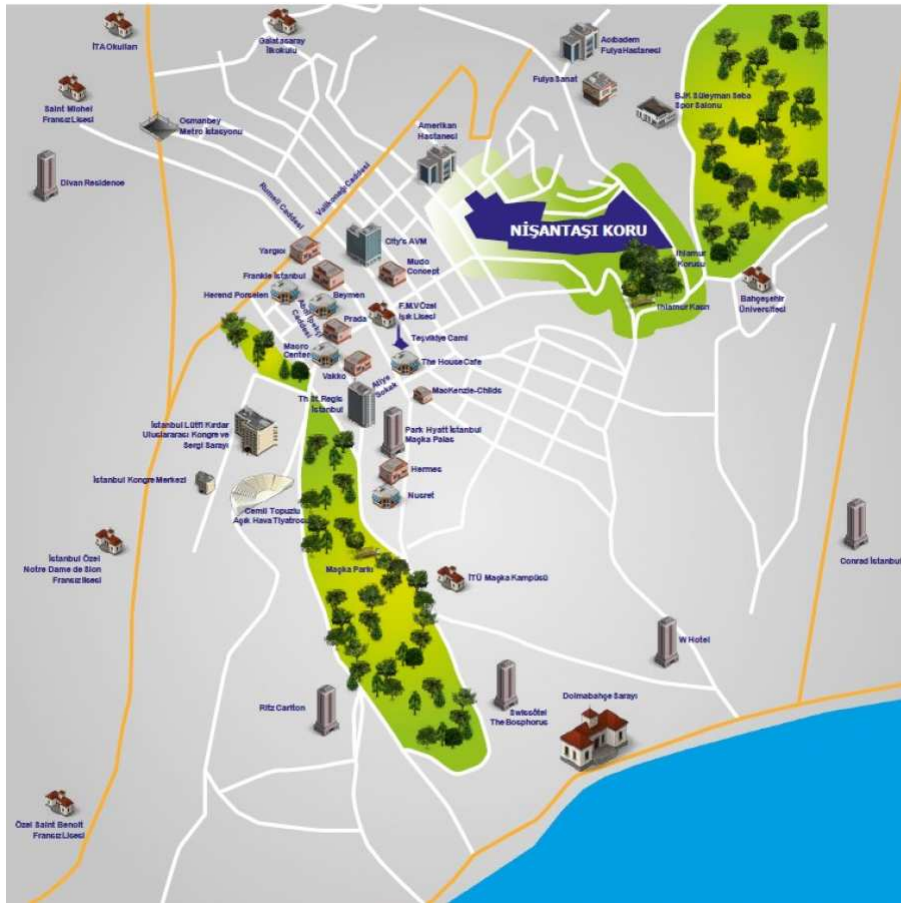 İTA Okulları
Galatasaray
İlkokulu
Acıbadem
Fulya Hastanesi
Fulya Sanat
BJK Süleyman Seba
Spor Salonu
Saint Michel
Fransız Lisesi
Osmanbey
Metro İstasyonu
Amerikan
Hastanesi
Divan Residence
Rumeli Caddesi
Valikonağı Caddesi
NİŞANTAŞI KORU
City's AVM
Yargıcı
Mudo
Concept
Ihlamur
Korusu
Frankie İstanbul
Herend Porselen
Beymen
Abdi İpekçi
Caddesi
Prada
F.M.V Özel
Işık Lisesi
Ihlamur Kasrı
Bahçeşehir
Üniversitesi
Teşvikiye Cami
Macro
Center
Vakko
The House Cafe
Atiye
Sokak
MacKenzie-Childs
Th St. Regis
İstanbul
İstanbul Lütfi Kırdar
Uluslararası Kongre ve
Sergi Sarayı
Park Hyatt İstanbul
Maçka Palas
Hermes
İstanbul Kongre Merkezi
Nusret
Cemil Topuzlu
Açık Hava Tiyatrosu
İstanbul Özel
Notre Dame de Sion
Fransız lisesi
Maçka Parkı
İTÜ Maçka Kampüsü
Conrad İstanbul
W Hotel
Ritz Carlton
Swissôtel
The Bosphorus
Dolmabahçe Sarayı
Özel Saint Benoit
Fransız Lisesi